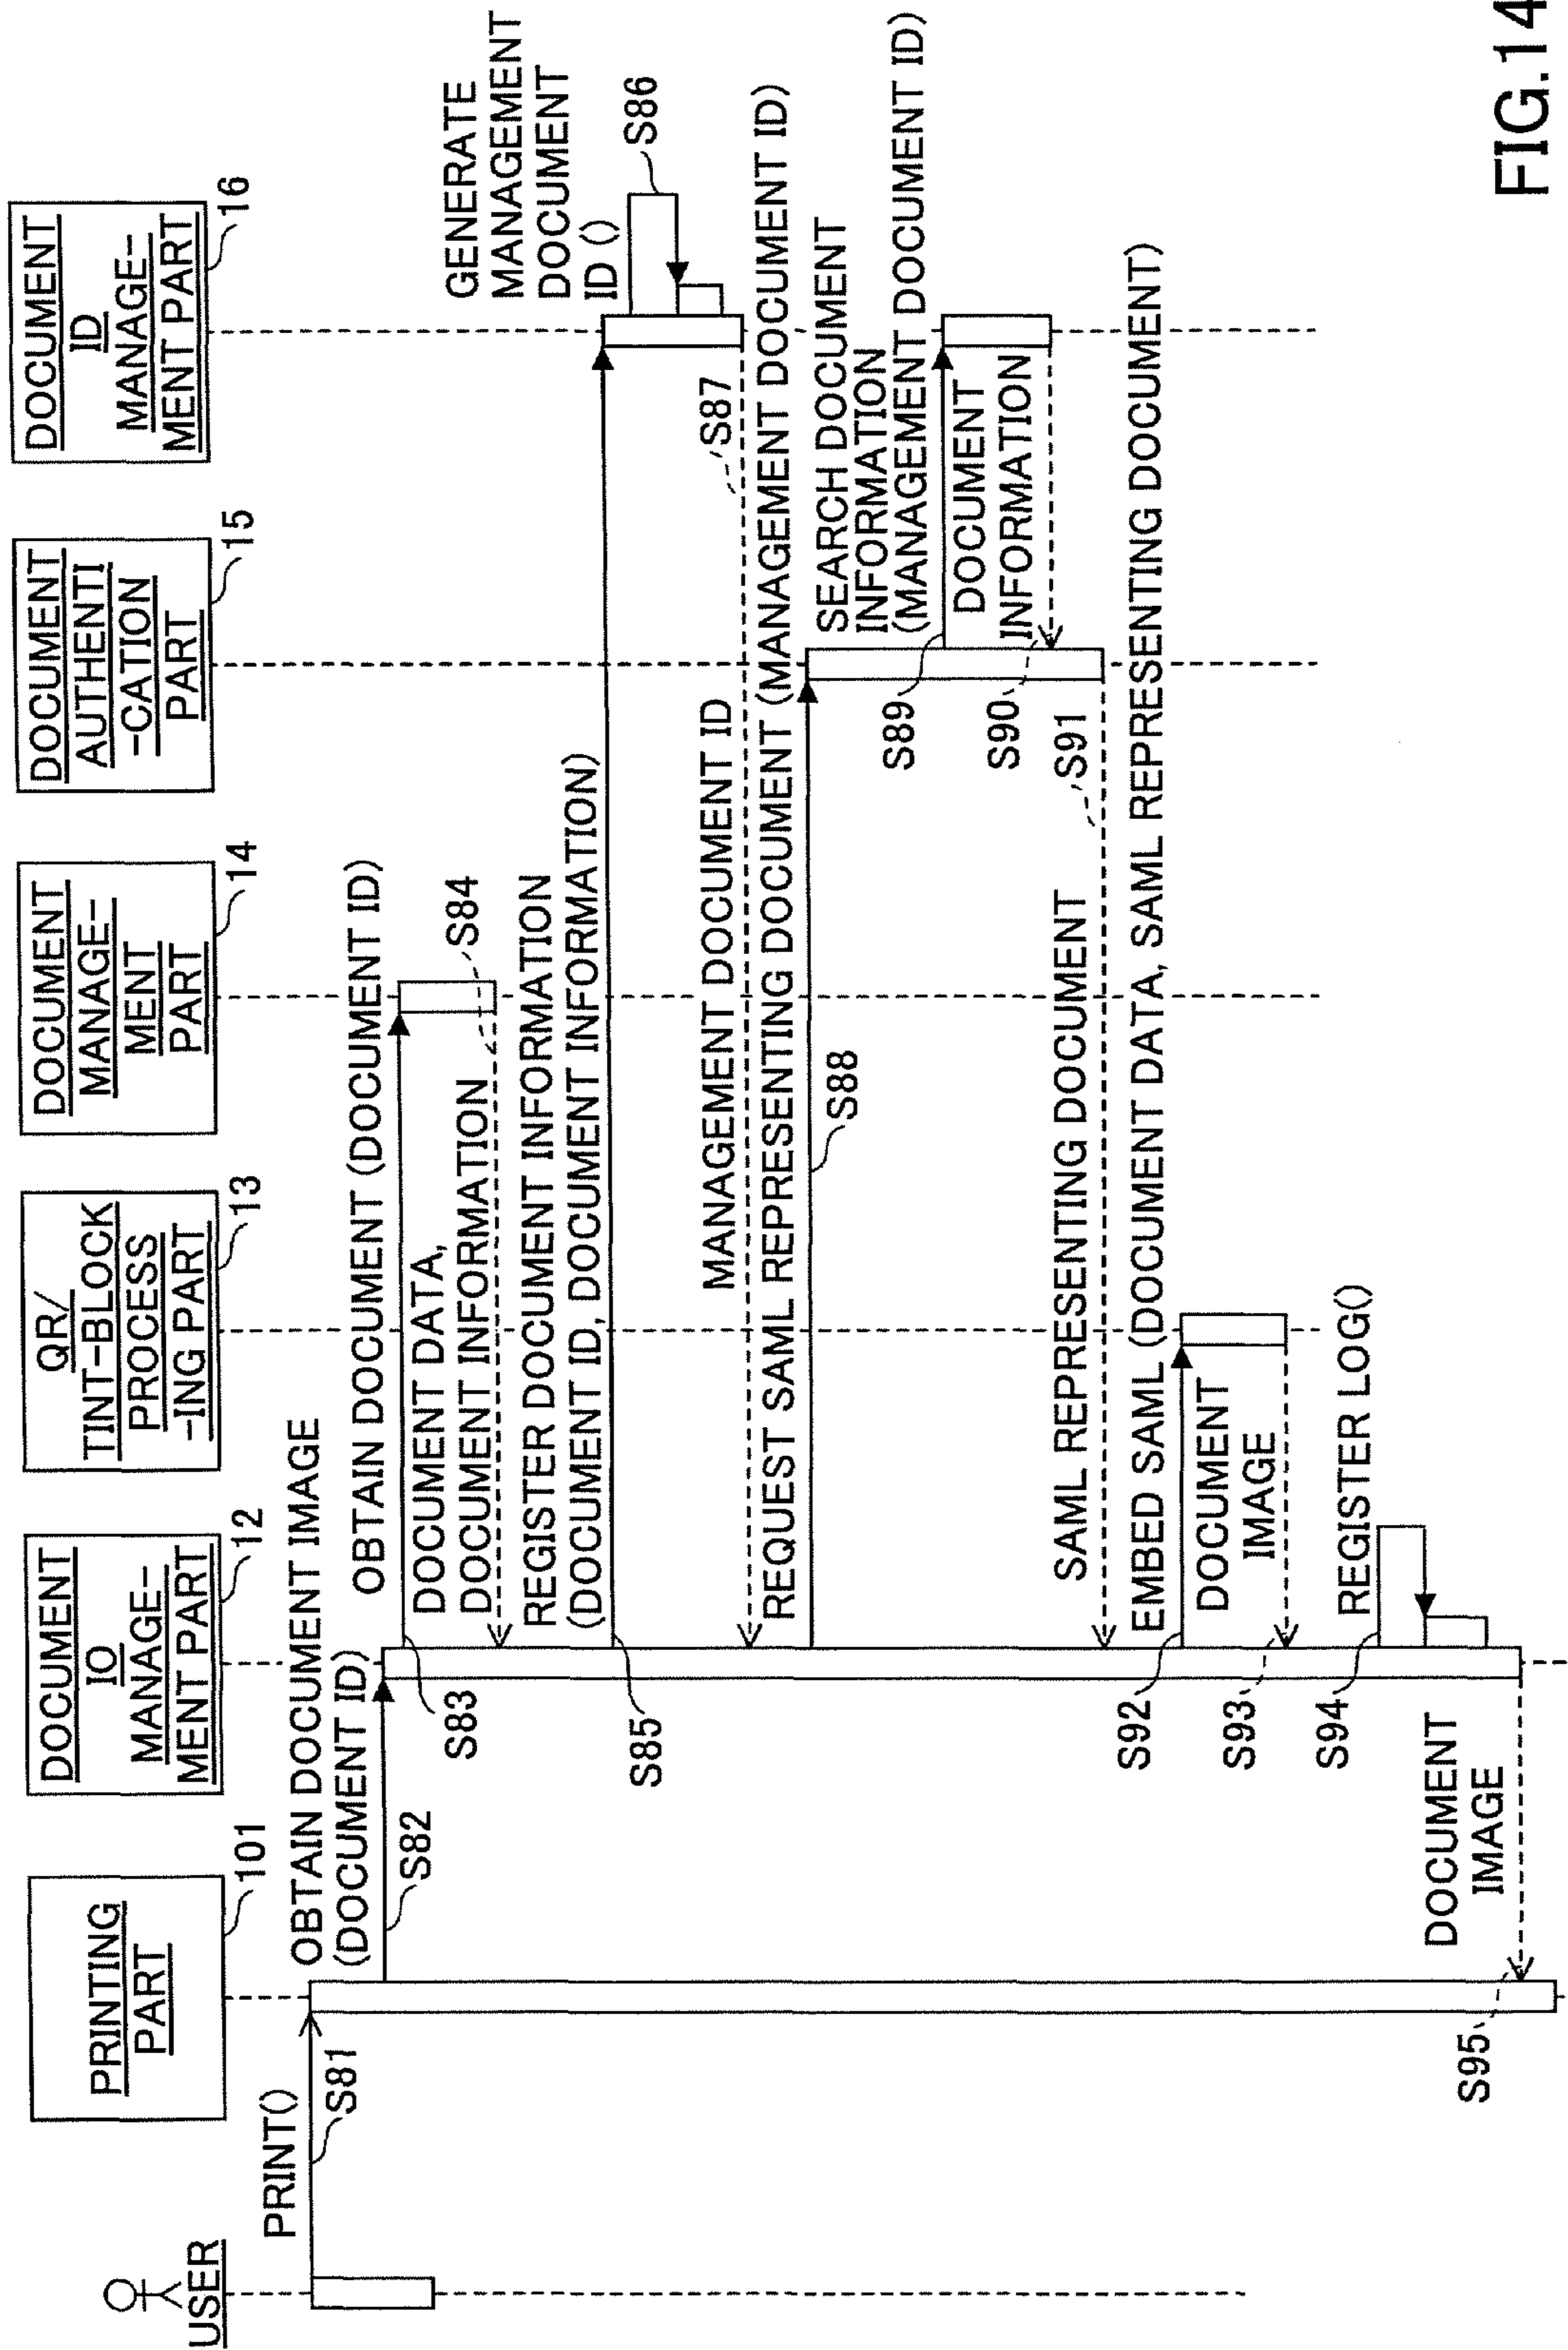 USER
PRINTING
PART
101
DOCUMENT
IO
MANAGE-
MENT PART
12
QR/
TINT-BLOCK
PROCESS
-ING PART
13
DOCUMENT
MANAGE-
MENT
PART
14
DOCUMENT
AUTHENTI
-CATION
PART
15
DOCUMENT
ID
MANAGE-
MENT PART
16
PRINT()
S81
OBTAIN DOCUMENT IMAGE
(DOCUMENT ID)
S82
OBTAIN DOCUMENT (DOCUMENT ID)
S83
DOCUMENT DATA,
DOCUMENT INFORMATION
S84
REGISTER DOCUMENT INFORMATION
(DOCUMENT ID, DOCUMENT INFORMATION)
S85
GENERATE
MANAGEMENT
DOCUMENT
ID ()
S86
MANAGEMENT DOCUMENT ID
S87
REQUEST SAML REPRESENTING DOCUMENT (MANAGEMENT DOCUMENT ID)
S88
SEARCH DOCUMENT
INFORMATION
(MANAGEMENT DOCUMENT ID)
S89
DOCUMENT
INFORMATION
S90
SAML REPRESENTING DOCUMENT
S91
EMBED SAML (DOCUMENT DATA, SAML REPRESENTING DOCUMENT)
S92
DOCUMENT
IMAGE
S93
REGISTER LOG()
S94
DOCUMENT
IMAGE
S95
FIG.14